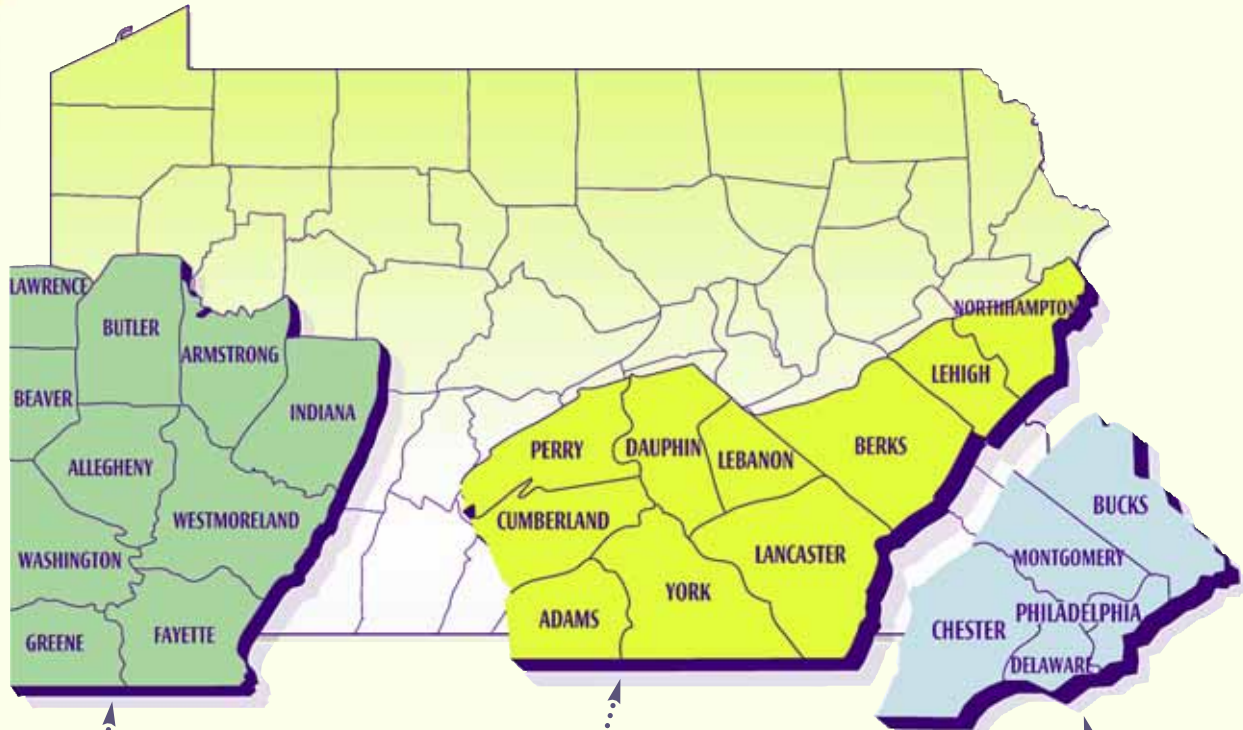 LAWRENCE
BUTLER
ARMSTRONG
BEAVER
INDIANA
ALLEGHENY
WESTMORELAND
WASHINGTON
GREENE
FAYETTE
NORTHHAMPTON
LEHIGH
PERRY
DAUPHIN
LEBANON
BERKS
CUMBERLAND
LANCASTER
YORK
ADAMS
BUCKS
MONTGOMERY
PHILADELPHIA
CHESTER
DELAWARE